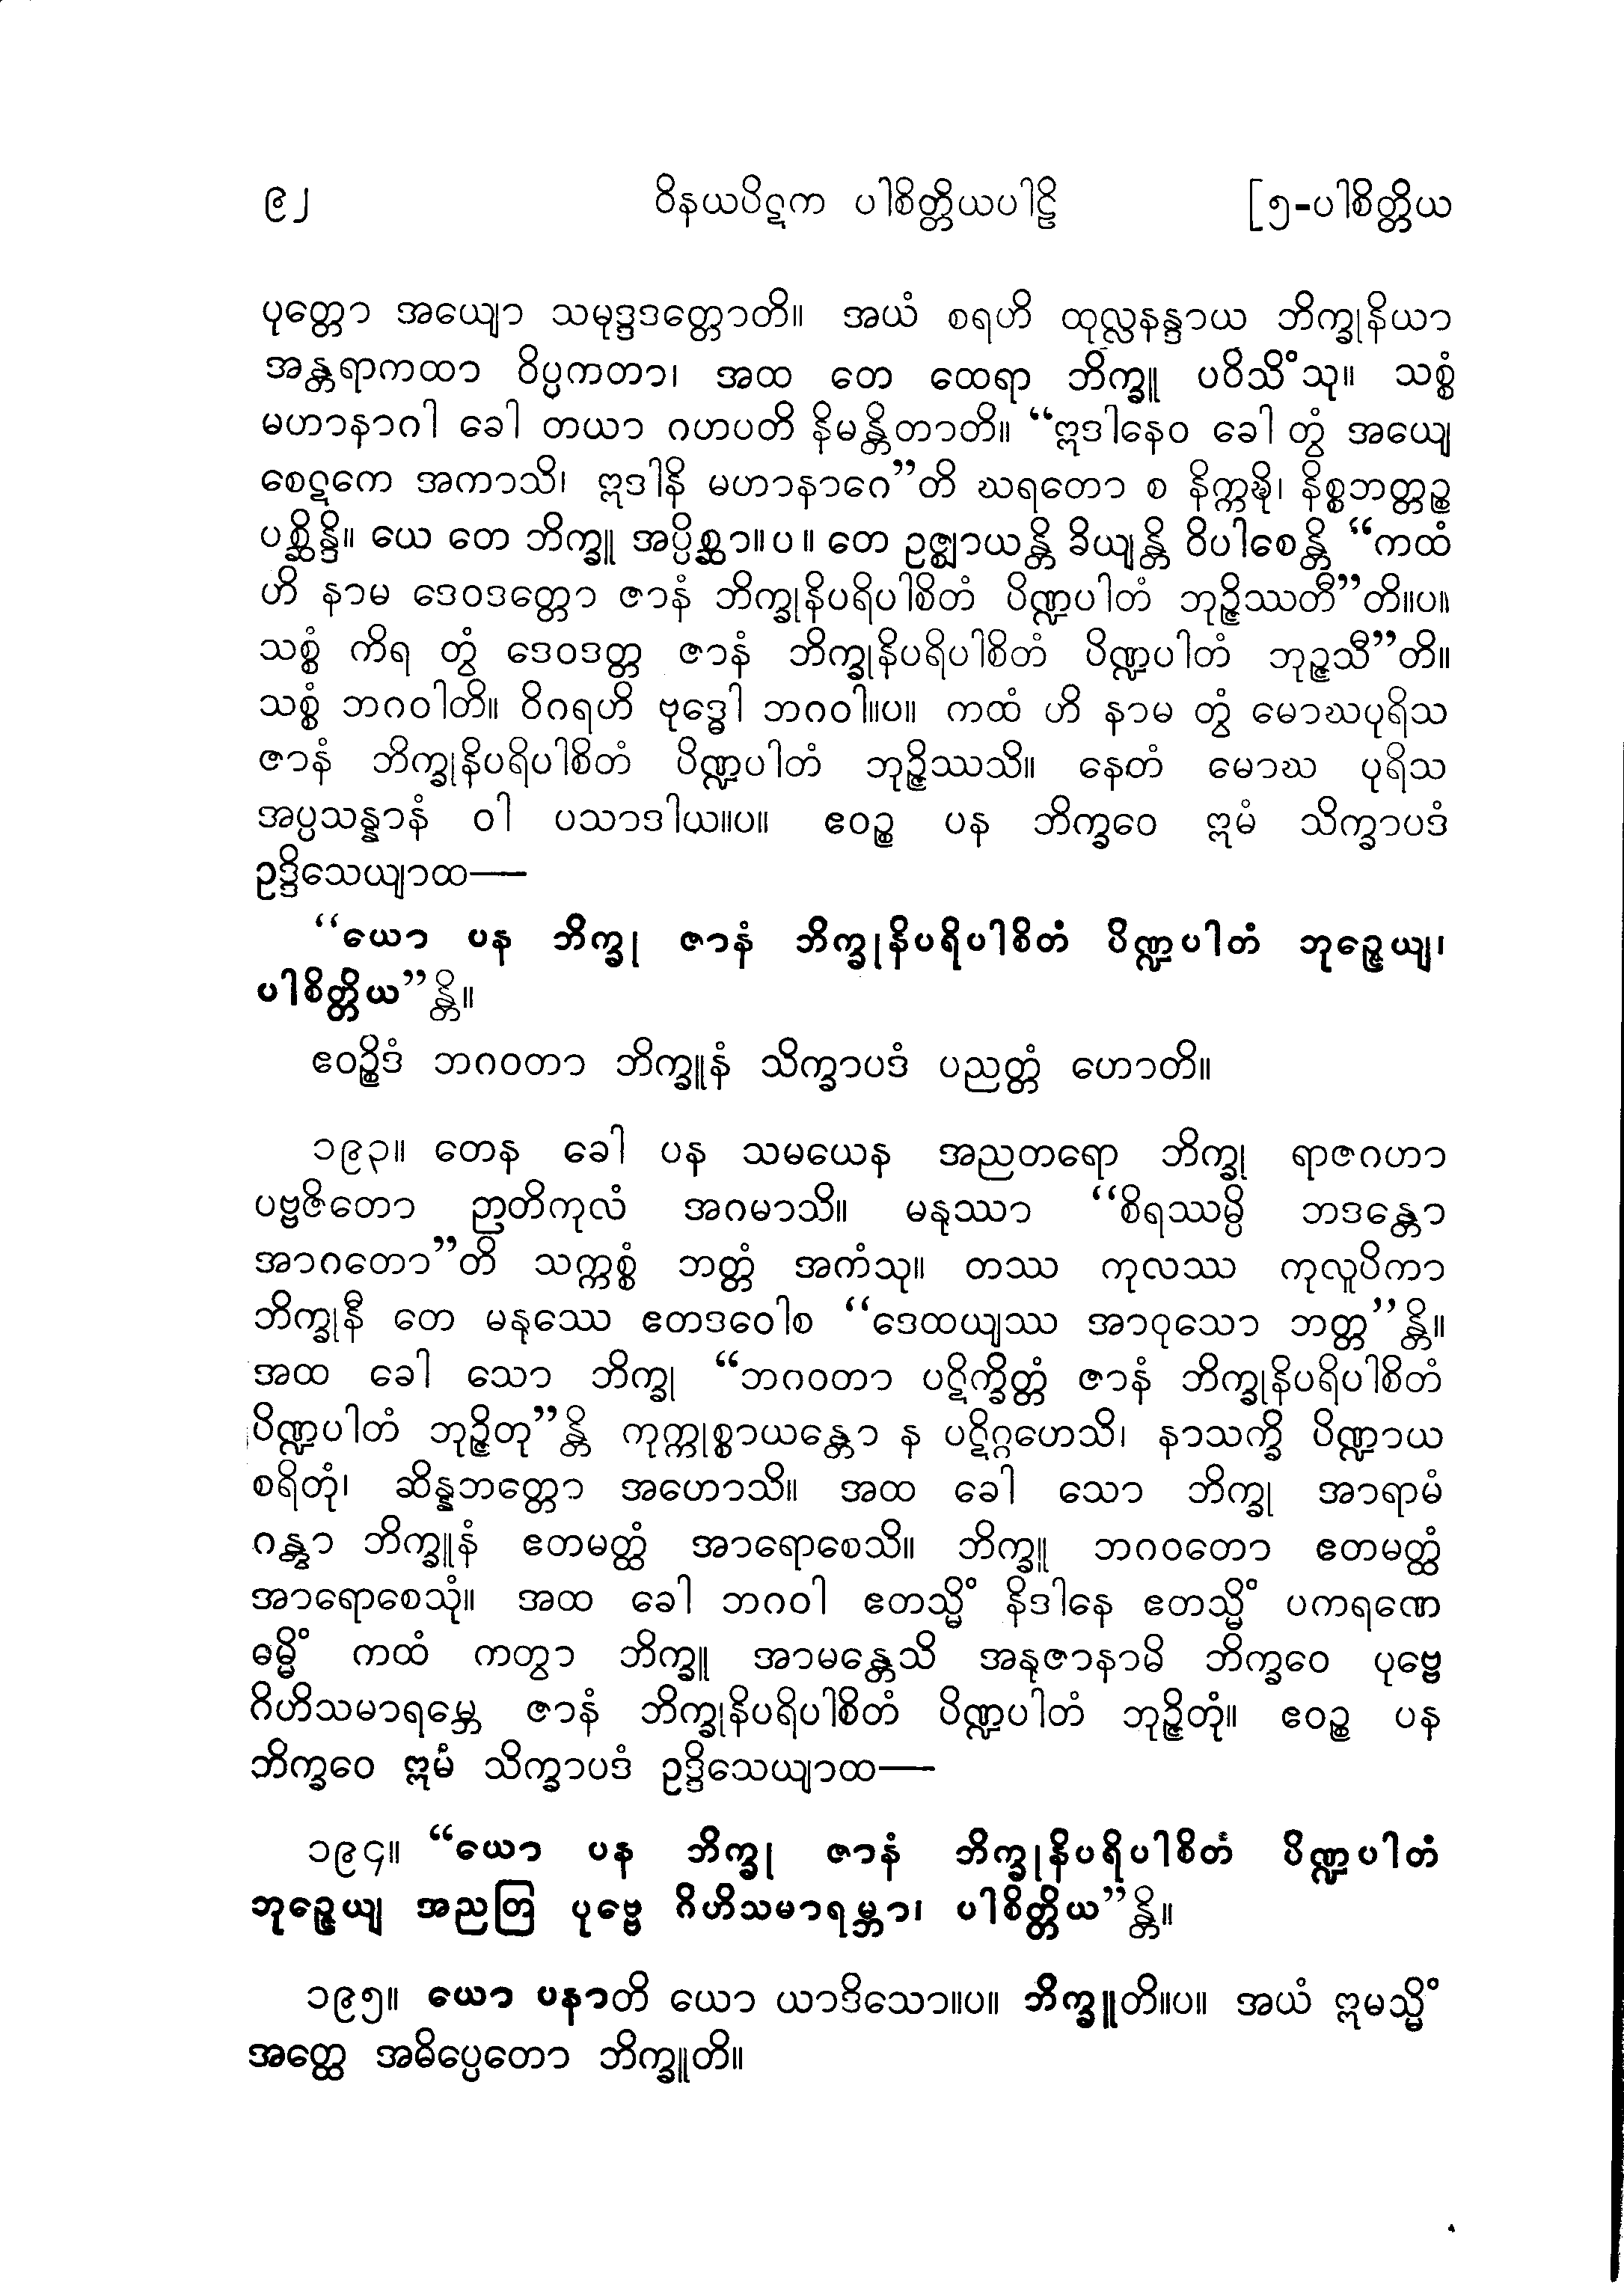 ၉၂ ဝိနယပိဋက ပါစိတ္တိယပါဠိ [၅-ပါစိတ္တိယ
ပုတ္တော အယျော သမုဒ္ဒဒတ္တောတိ။ အယံ စရဟိ ထုလ္လနန္ဒာယ ဘိက္ခုနိယာ
အန္တရာကထာ ဝိပ္ပကတာ၊ အထ တေ ထေရာ ဘိက္ခူ ပဝိသိံသု။ သစ္စံ
မဟာနာဂါ ခေါ တယာ ဂဟပတိ နိမန္တိတာတိ။ “ဣဒါနေဝ ခေါ တွံ အယျေ
စေဋကေ အကာသိ၊ ဣဒါနိ မဟာနာဂေ”တိ ဃရတော စ နိက္ကဍ္ဎိ၊ နိစ္စဘတ္တဉ္စ
ပစ္ဆိန္ဒိ။ ယေ တေ ဘိက္ခူ အပ္ပိစ္ဆာ။ပ။ တေ ဥဇ္ဈာယန္တိ ခိယျန္တိ ဝိပါစေန္တိ “ကထံ
ဟိ နာမ ဒေဝဒတ္တော ဇာနံ ဘိက္ခုနိပရိပါစိတံ ပိဏ္ဍပါတံ ဘုဉ္ဇိဿတီ”တိ။ပ။
သစ္စံ ကိရ တွံ ဒေဝဒတ္တ ဇာနံ ဘိက္ခုနိပရိပါစိတံ ပိဏ္ဍပါတံ ဘုဉ္ဇသီ”တိ။
သစ္စံ ဘဂဝါတိ။ ဝိဂရဟိ ဗုဒ္ဓေါ ဘဂဝါ။ပ။ ကထံ ဟိ နာမ တွံ မောဃပုရိသ
ဇာနံ ဘိက္ခုနိပရိပါစိတံ ပိဏ္ဍပါတံ ဘုဉ္ဇိဿသိ။ နေတံ မောဃ ပုရိသ
အပ္ပသန္နာနံ ဝါ ပသာဒါယ။ပ။ ဧဝဉ္စ ပန ဘိက္ခဝေ ဣမံ သိက္ခာပဒံ
ဥဒ္ဒိသေယျာထ—
“ယော ပန ဘိက္ခု ဇာနံ ဘိက္ခုနိပရိပါစိတံ ပိဏ္ဍပါတံ ဘုဉ္ဇေယျ၊
ပါစိတ္တိယ”န္တိ။
ဧဝဉ္စိဒံ ဘဂဝတာ ဘိက္ခူနံ သိက္ခာပဒံ ပညတ္တံ ဟောတိ။
၁၉၃။ တေန ခေါ ပန သမယေန အညတရော ဘိက္ခု ရာဇဂဟာ
ပဗ္ဗဇိတော ဉာတိကုလံ အဂမာသိ။ မနုဿာ “စိရဿမ္ပိ ဘဒန္တော
အာဂတော”တိ သက္ကစ္စံ ဘတ္တံ အကံသု။ တဿ ကုလဿ ကုလူပိကာ
ဘိက္ခုနီ တေ မနုဿေ ဧတဒဝေါစ “ဒေထယျဿ အာဝုသော ဘတ္တ”န္တိ။
အထ ခေါ သော ဘိက္ခု “ဘဂဝတာ ပဋိက္ခိတ္တံ ဇာနံ ဘိက္ခုနိပရိပါစိတံ
ပိဏ္ဍပါတံ ဘုဉ္ဇိတု”န္တိ ကုက္ကုစ္စာယန္တော န ပဋိဂ္ဂဟေသိ၊ နာသက္ခိ ပိဏ္ဍာယ
စရိတုံ၊ ဆိန္နဘတ္တော အဟောသိ။ အထ ခေါ သော ဘိက္ခု အာရာမံ
ဂန္တွာ ဘိက္ခူနံ ဧတမတ္ထံ အာရောစေသိ။ ဘိက္ခူ ဘဂဝတော ဧတမတ္ထံ
အာရောစေသုံ။ အထ ခေါ ဘဂဝါ ဧတသ္မိံ နိဒါနေ ဧတသ္မိံ ပကရဏေ
ဓမ္မိံ ကထံ ကတွာ ဘိက္ခူ အာမန္တေသိ အနုဇာနာမိ ဘိက္ခဝေ ပုဗ္ဗေ
ဂိဟိသမာရမ္ဘေ ဇာနံ ဘိက္ခုနိပရိပါစိတံ ပိဏ္ဍပါတံ ဘုဉ္ဇိတုံ။ ဧဝဉ္စ ပန
ဘိက္ခဝေ ဣမံ သိက္ခာပဒံ ဥဒ္ဒိသေယျာထ—
၁၉၄။ “ယော ပန ဘိက္ခု ဇာနံ ဘိက္ခုနိပရိပါစိတံ ပိဏ္ဍပါတံ
ဘုဉ္ဇေယျ အညတြ ပုဗ္ဗေ ဂိဟိသမာရမ္ဘာ၊ ပါစိတ္တိယ”န္တိ။
၁၉၅။ ယော ပနာတိ ယော ယာဒိသော။ပ။ ဘိက္ခူတိ။ပ။ အယံ ဣမသ္မိံ
အတ္ထေ အဓိပ္ပေတော ဘိက္ခူတိ။